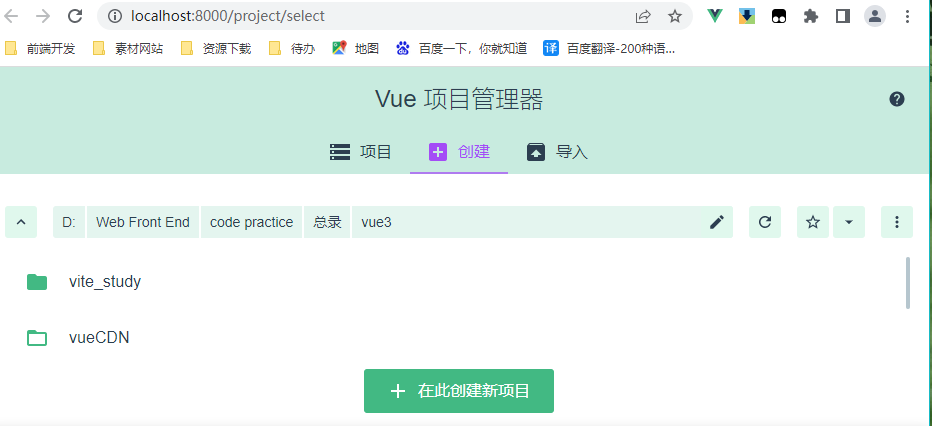 localhost:8000/project/select
前端开发 素材网站 资源下载 待办 地图 百度一下，你就知道 译 百度翻译-200种语...
Vue 项目管理器
项目 创建 导入
D: Web Front End code practice 总录 vue3
vite_study
vueCDN
在此创建新项目